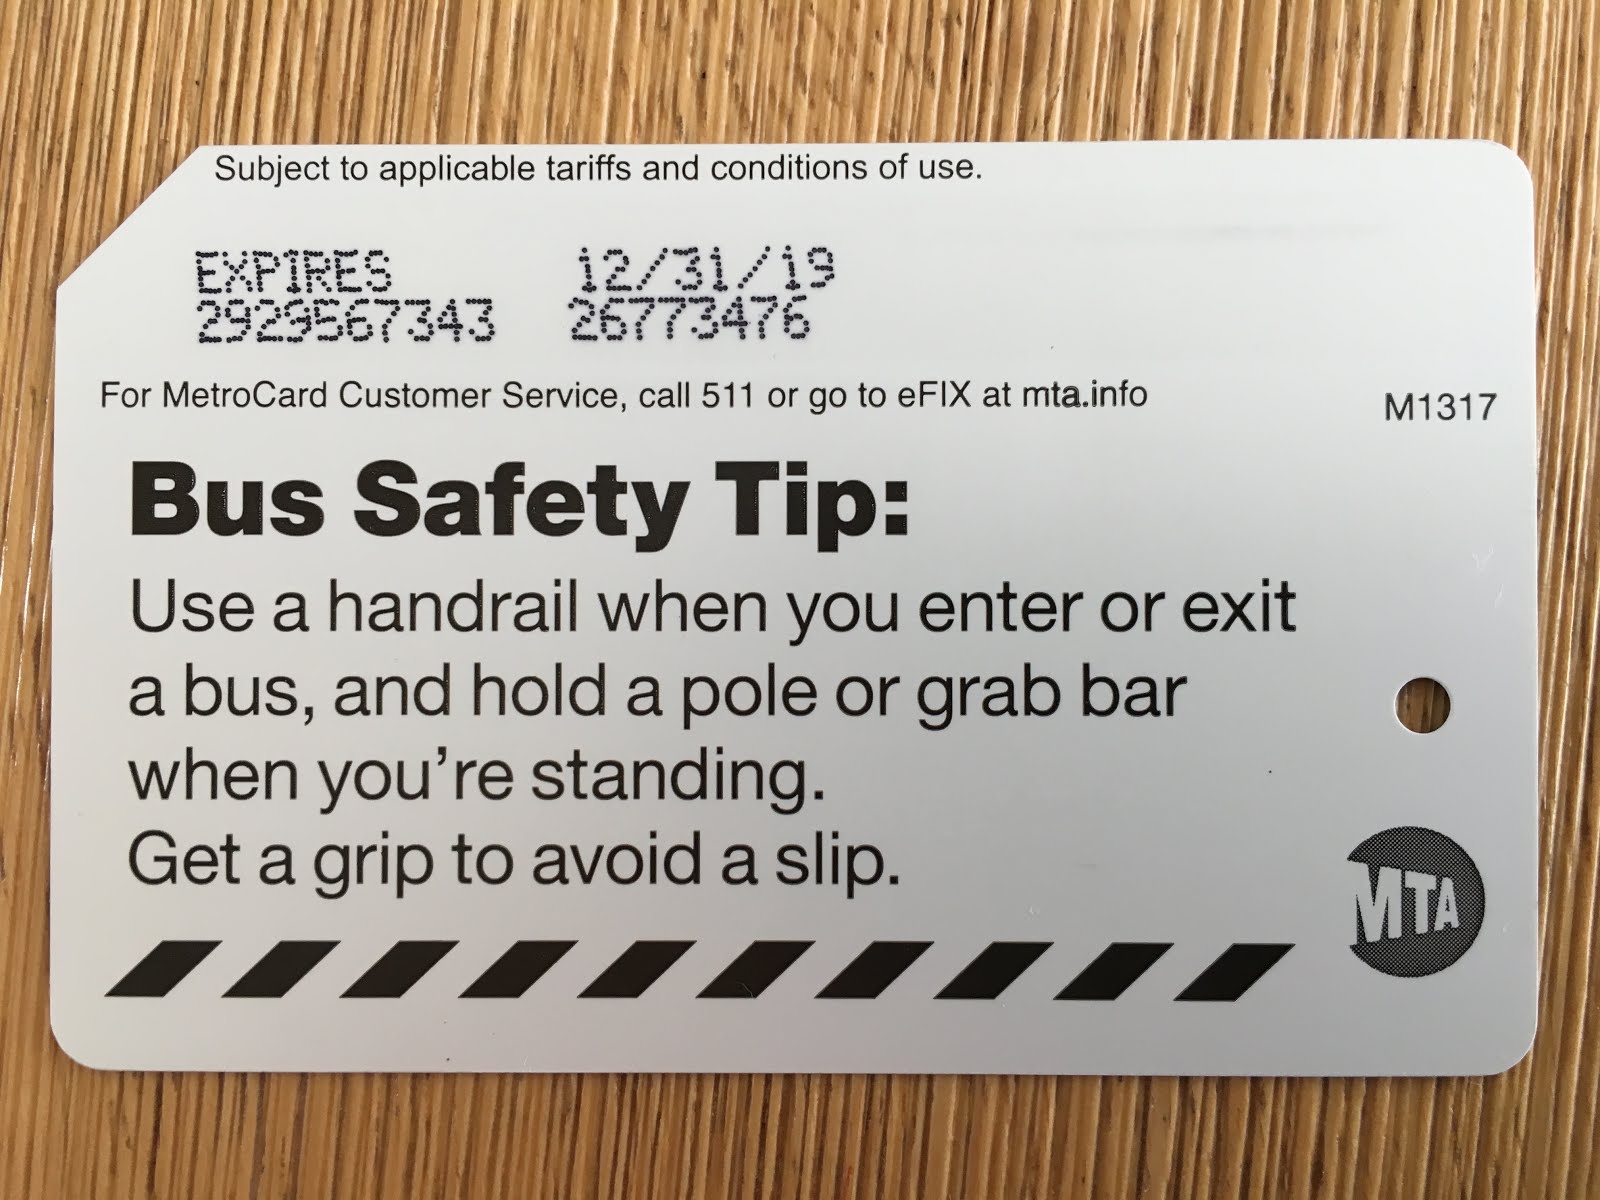 Subject to applicable tariffs and conditions of use.
EXPIRES 12/31/19
2929567343 26773476
For MetroCard Customer Service, call 511 or go to eFIX at mta.info
M1317
Bus Safety Tip:
Use a handrail when you enter or exit
a bus, and hold a pole or grab bar
when you're standing.
Get a grip to avoid a slip.
MTA